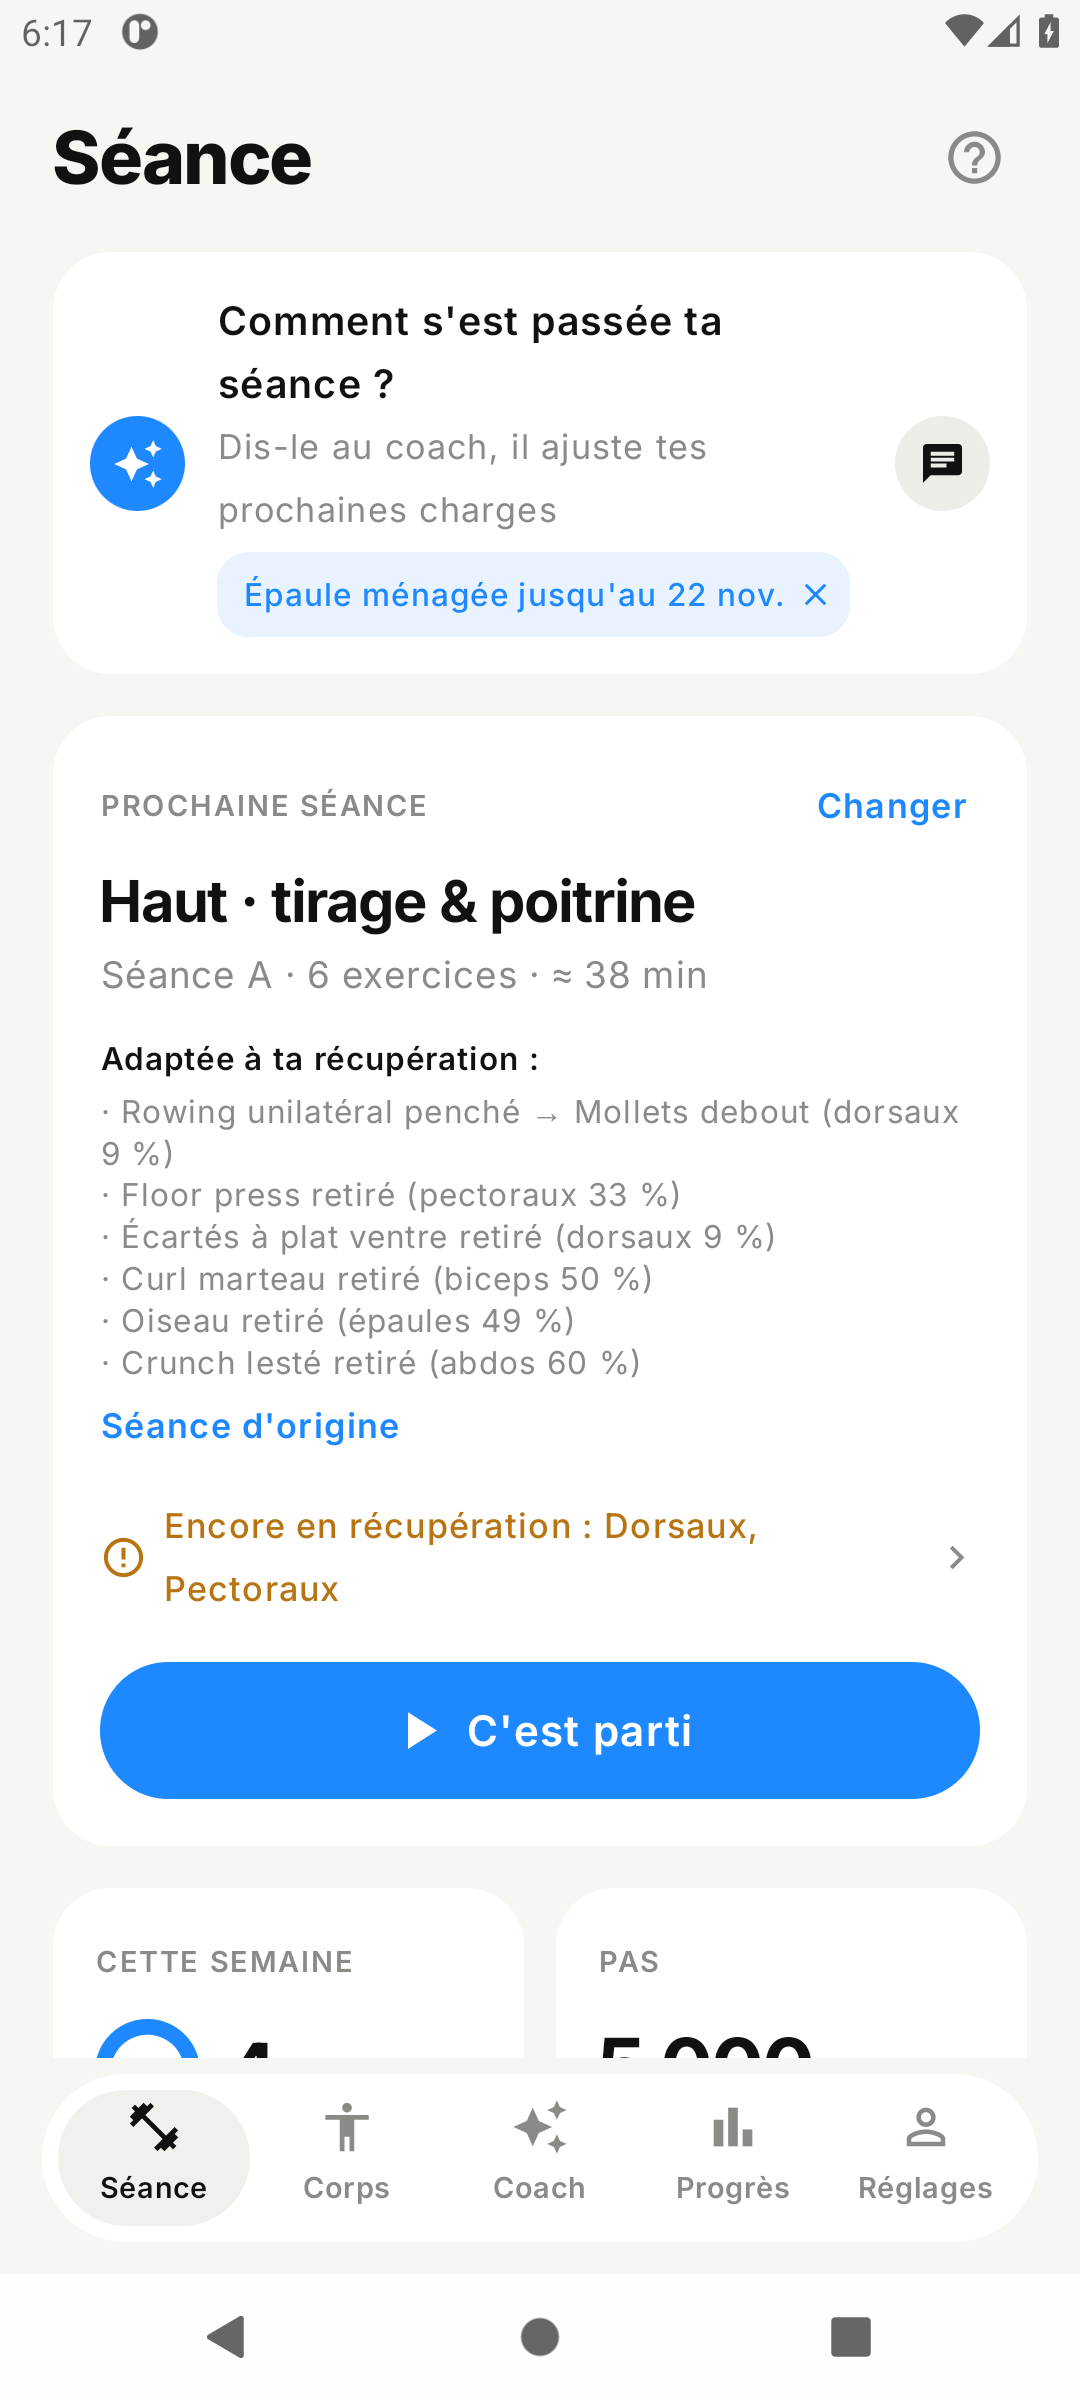 6:17
Séance
Comment s'est passée ta
séance ?
Dis-le au coach, il ajuste tes
prochaines charges
Épaule ménagée jusqu'au 22 nov.
PROCHAINE SÉANCE
Changer
Haut · tirage & poitrine
Séance A · 6 exercices · ≈ 38 min
Adaptée à ta récupération :
· Rowing unilatéral penché → Mollets debout (dorsaux
9 %)
· Floor press retiré (pectoraux 33 %)
· Écartés à plat ventre retiré (dorsaux 9 %)
· Curl marteau retiré (biceps 50 %)
· Oiseau retiré (épaules 49 %)
· Crunch lesté retiré (abdos 60 %)
Séance d'origine
Encore en récupération : Dorsaux,
Pectoraux
C'est parti
CETTE SEMAINE
PAS
Séance
Corps
Coach
Progrès
Réglages